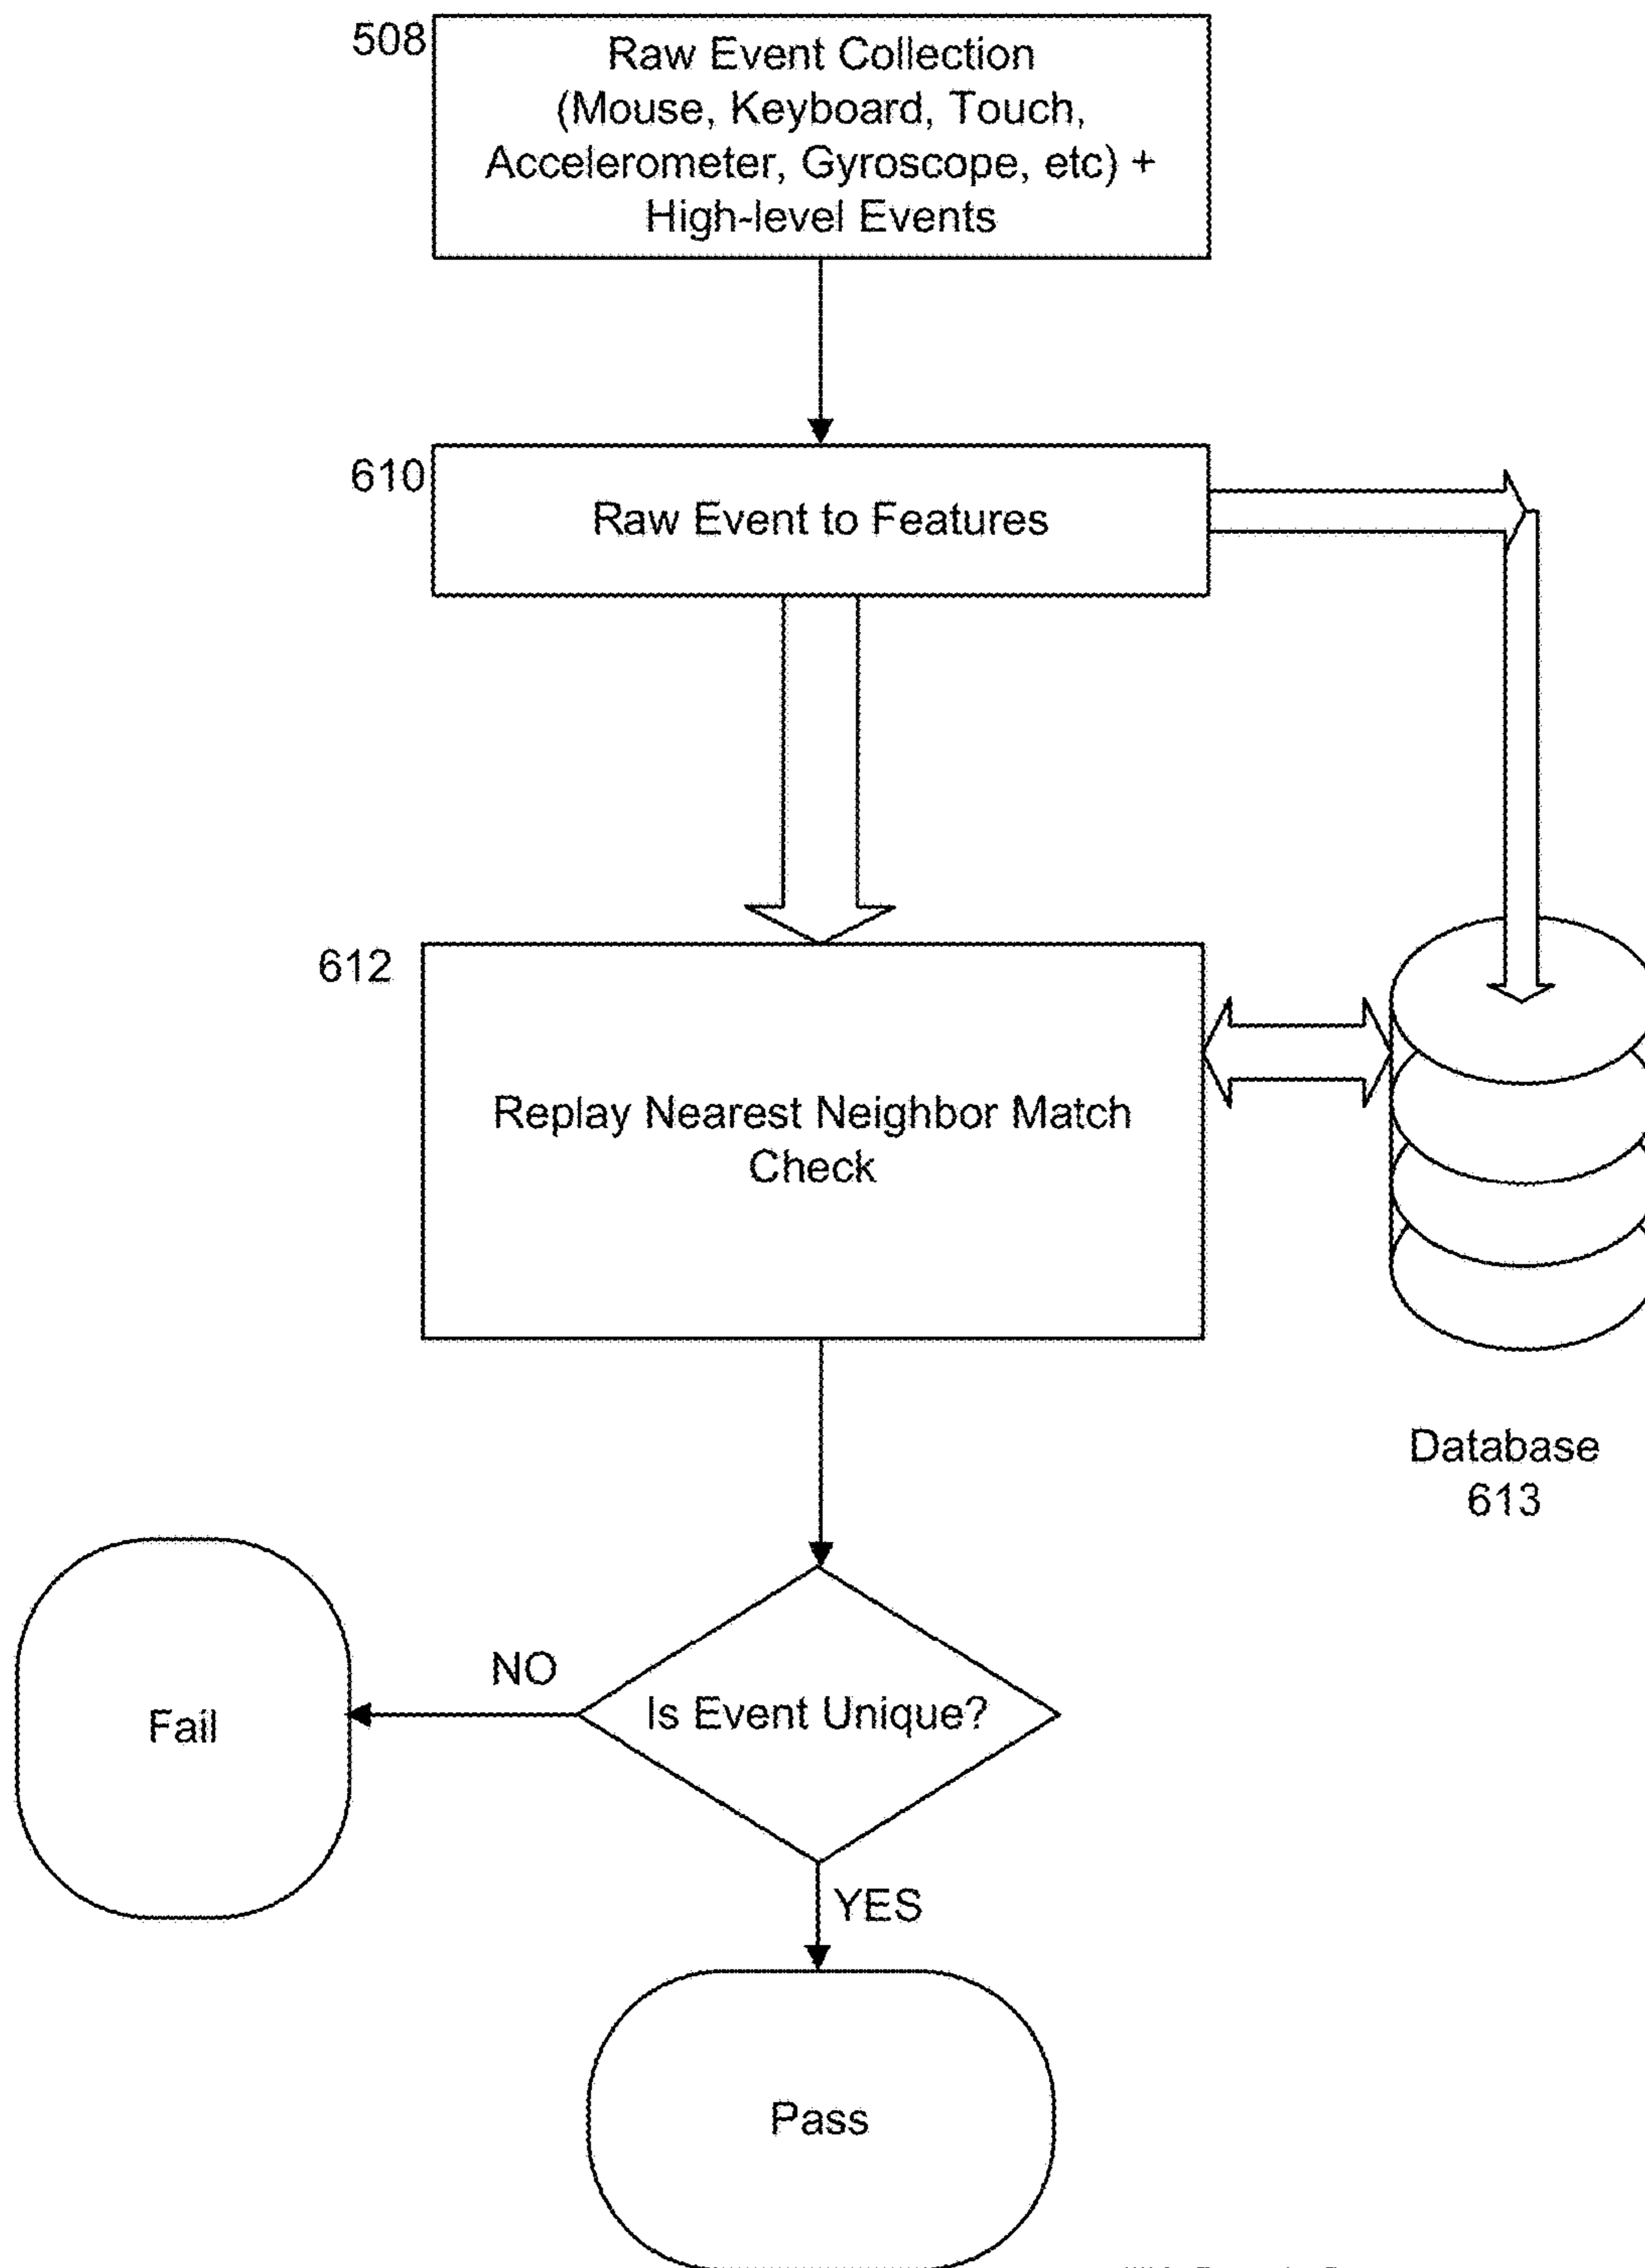 508
Raw Event Collection
(Mouse, Keyboard, Touch,
Accelerometer, Gyroscope, etc) +
High-level Events
610
Raw Event to Features
612
Replay Nearest Neighbor Match
Check
Database
613
NO
Is Event Unique?
Fail
YES
Pass